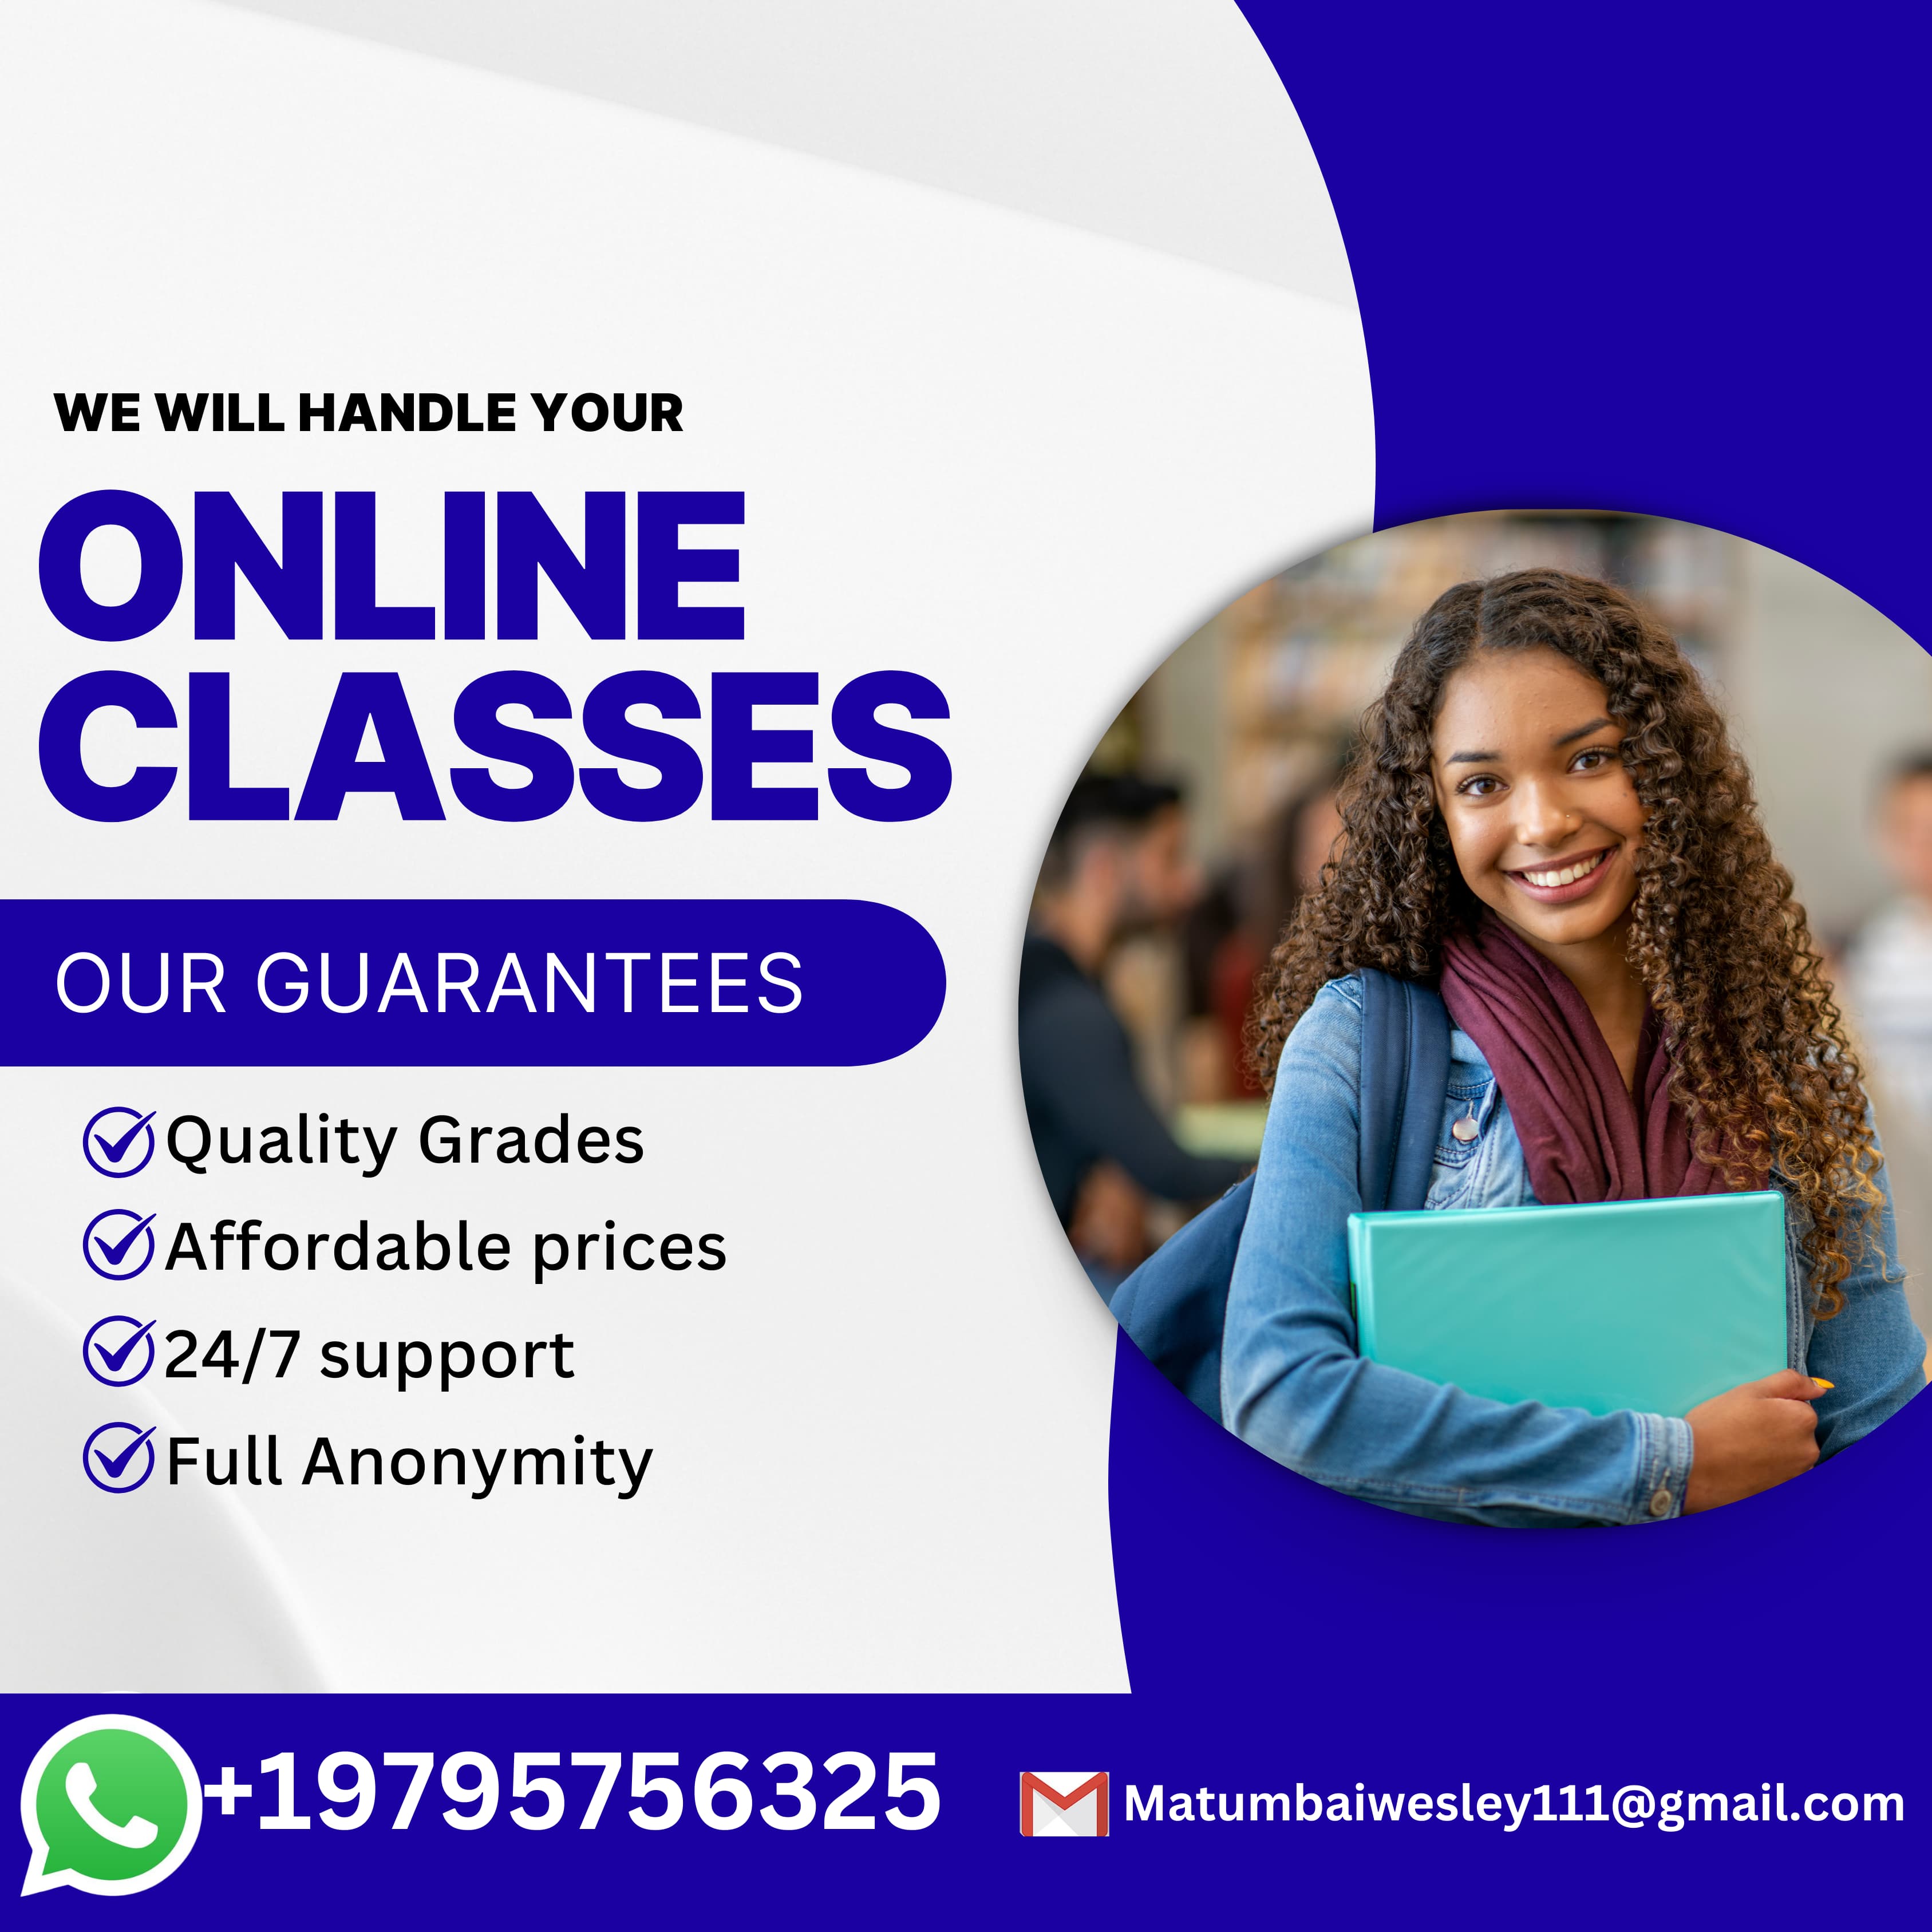 WE WILL HANDLE YOUR
ONLINE
CLASSES
OUR GUARANTEES
Quality Grades
Affordable prices
24/7 support
Full Anonymity
+19795756325
Matumbaiwesley111@gmail.com